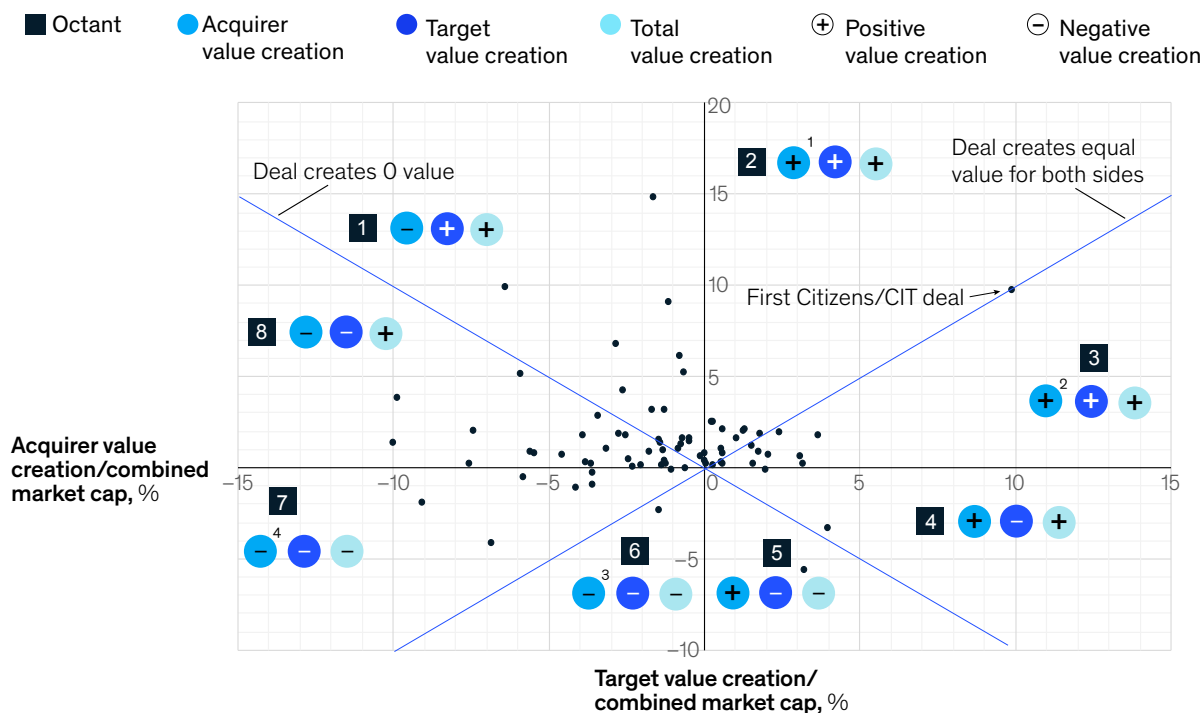 Octant
Acquirer
value creation
Target
value creation
Total
value creation
+ Positive
value creation
− Negative
value creation
20
15
10
5
−5
−10
−15
−10
−5
0
5
10
15
Deal creates 0 value
Deal creates equal
value for both sides
First Citizens/CIT deal
1 − + +
2 + 1 + +
3
+ 2 + +
4 + − +
5
+ − −
6
− 3 − −
7
− 4 − −
8 − − +
Acquirer value
creation/combined
market cap, %
Target value creation/
combined market cap, %